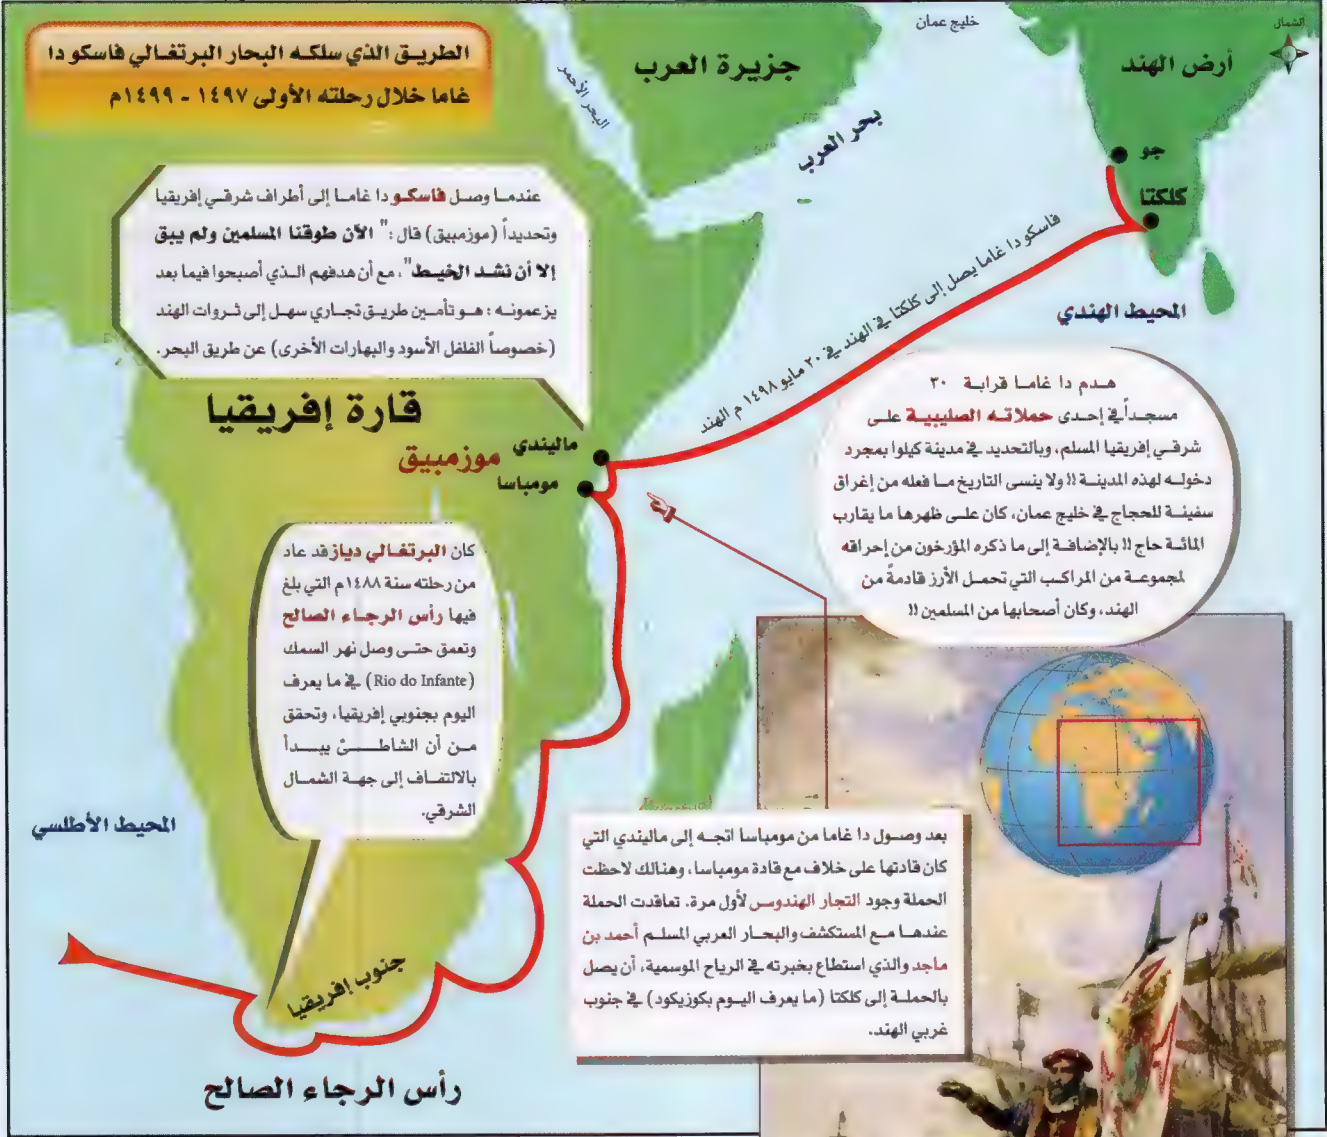 الطريق الذي سلكه البحار البرتغالي فاسكو دا
غاما خلال رحلته الأولى ١٤٩٧ - ١٤٩٩م
خليج عمان
الشمال
أرض الهند
جزيرة العرب
البحر الأحمر
بحر العرب
جو
كلكتا
عندما وصل فاسكو دا غاما إلى أطراف شرقي إفريقيا
وتحديداً (موزمبيق) قال: "الآن طوقنا المسلمين ولم يبق
إلا أن نشد الخيط"، مع أن هدفهم الذي أصبحوا فيما بعد
يزعمونه: هو تأمين طريق تجاري سهل إلى ثروات الهند
(خصوصاً الفلفل الأسود والبهارات الأخرى) عن طريق البحر.
فاسكو دا غاما يصل إلى كلكتا في الهند في ٢٠ مايو ١٤٩٨ م الهند
المحيط الهندي
هدم دا غاما قرابة ٣٠
مسجداً في إحدى حملاته الصليبية على
شرقي إفريقيا المسلم، وبالتحديد في مدينة كيلوا بمجرد
دخوله لهذه المدينة!! ولا ينسى التاريخ ما فعله من إغراق
سفينة للحجاج في خليج عمان، كان على ظهرها ما يقارب
المائة حاج!! بالإضافة إلى ما ذكره المؤرخون من إحراقه
لمجموعة من المراكب التي تحمل الأرز قادمةً من
الهند، وكان أصحابها من المسلمين!!
قارة إفريقيا
ماليندي
موزمبيق
مومباسا
كان البرتغالي دياز قد عاد
من رحلته سنة ١٤٨٨م التي بلغ
فيها رأس الرجاء الصالح
وتعمق حتى وصل نهر السمك
(Rio do Infante) في ما يعرف
اليوم بجنوبي إفريقيا، وتحقق
من أن الشاطئ يبدأ
بالالتفاف إلى جهة الشمال
الشرقي.
المحيط الأطلسي
بعد وصول دا غاما من مومباسا اتجه إلى ماليندي التي
كان قادتها على خلاف مع قادة مومباسا، وهنالك لاحظت
الحملة وجود التجار الهندوس لأول مرة. تعاقدت الحملة
عندها مع المستكشف والبحار العربي المسلم أحمد بن
ماجد والذي استطاع بخبرته في الرياح الموسمية، أن يصل
بالحملة إلى كلكتا (ما يعرف اليوم بكوزيكود) في جنوب
غربي الهند.
جنوب إفريقيا
رأس الرجاء الصالح